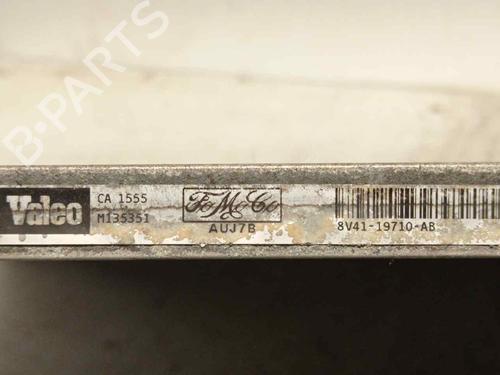 B-PARTS
Valeo
CA 1555
M135351
FoMoCo
AUJ7B
8V41-19710-AB